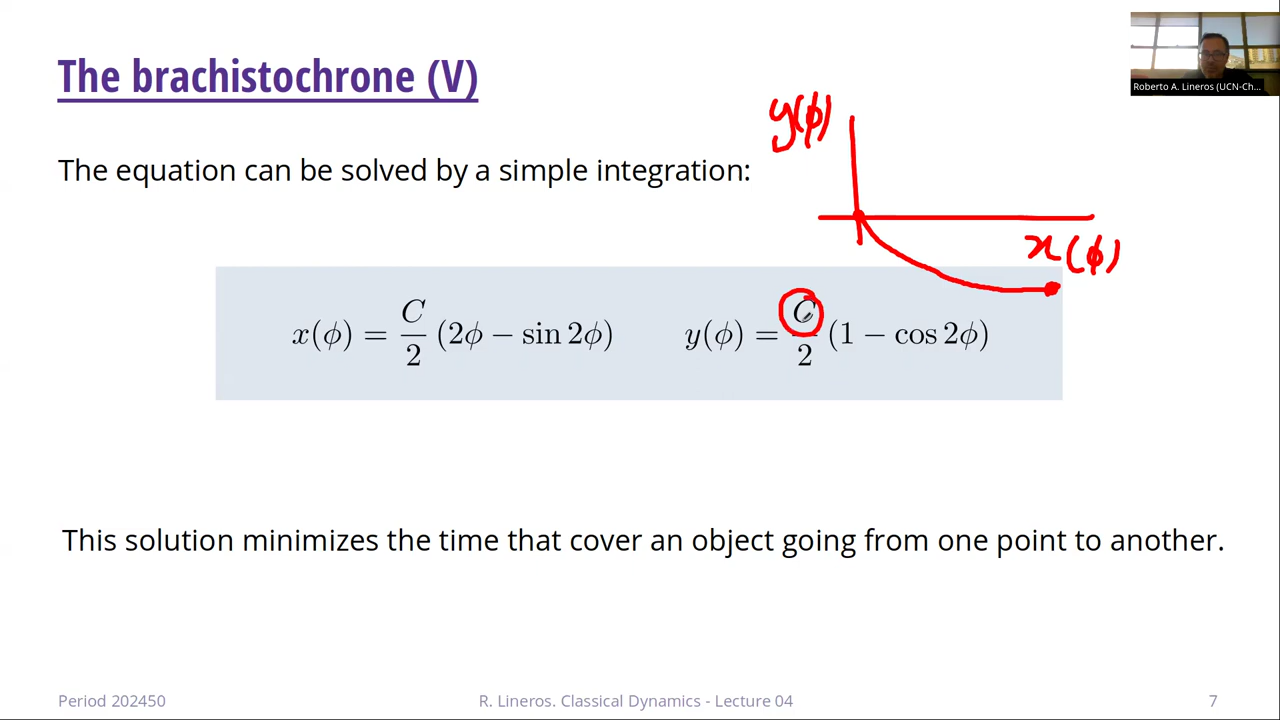 The brachistochrone (V)
Roberto A. Lineros (UCN-Ch...
y(ϕ)
The equation can be solved by a simple integration:
x(ϕ)
x(ϕ) = C/2 (2ϕ − sin 2ϕ) y(ϕ) = C/2 (1 − cos 2ϕ)
This solution minimizes the time that cover an object going from one point to another.
Period 202450 R. Lineros. Classical Dynamics - Lecture 04 7